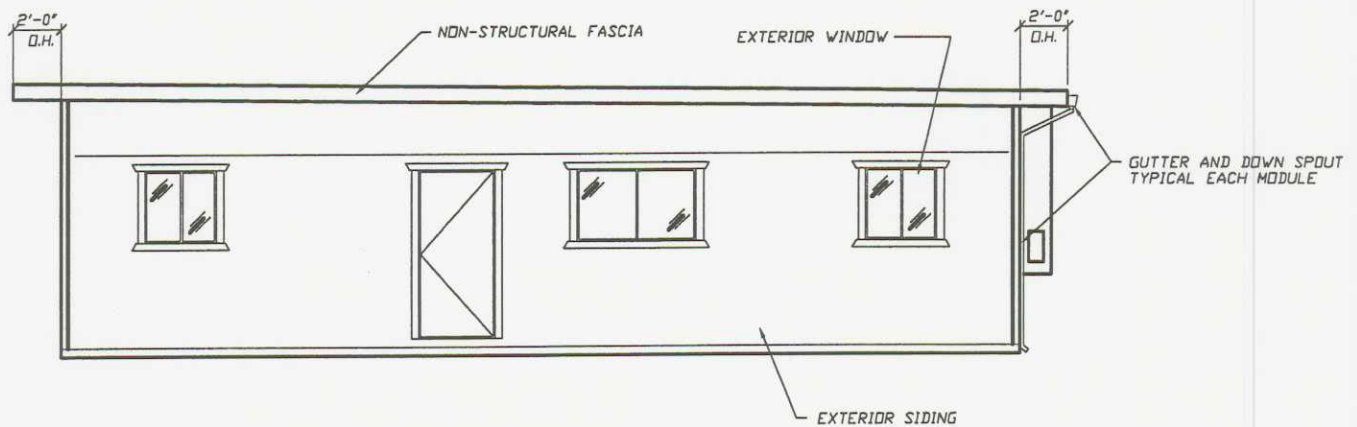 2'-0"
O.H.
NON-STRUCTURAL FASCIA
EXTERIOR WINDOW
2'-0"
O.H.
GUTTER AND DOWN SPOUT
TYPICAL EACH MODULE
EXTERIOR SIDING